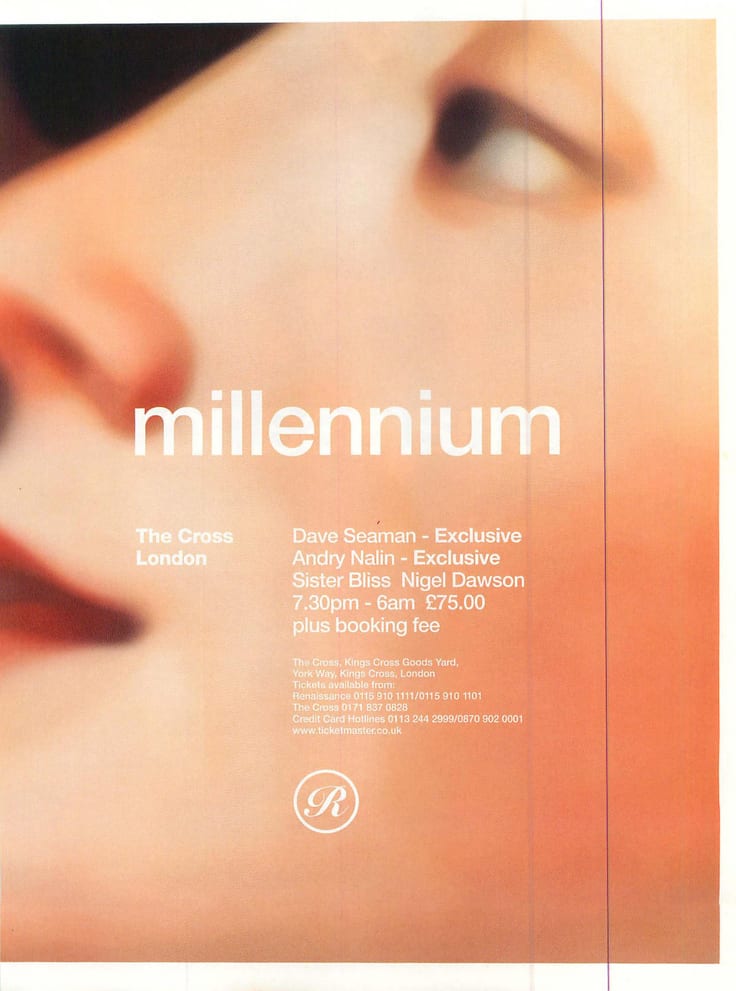 millennium
The Cross
London
Dave Seaman - Exclusive
Andry Nalin - Exclusive
Sister Bliss  Nigel Dawson
7.30pm - 6am  £75.00
plus booking fee
The Cross, Kings Cross Goods Yard,
York Way, Kings Cross, London
Tickets available from:
Renaissance 0115 910 1111/0115 910 1101
The Cross 0171 837 0828
Credit Card Hotlines 0113 244 2999/0870 902 0001
www.ticketmaster.co.uk
R